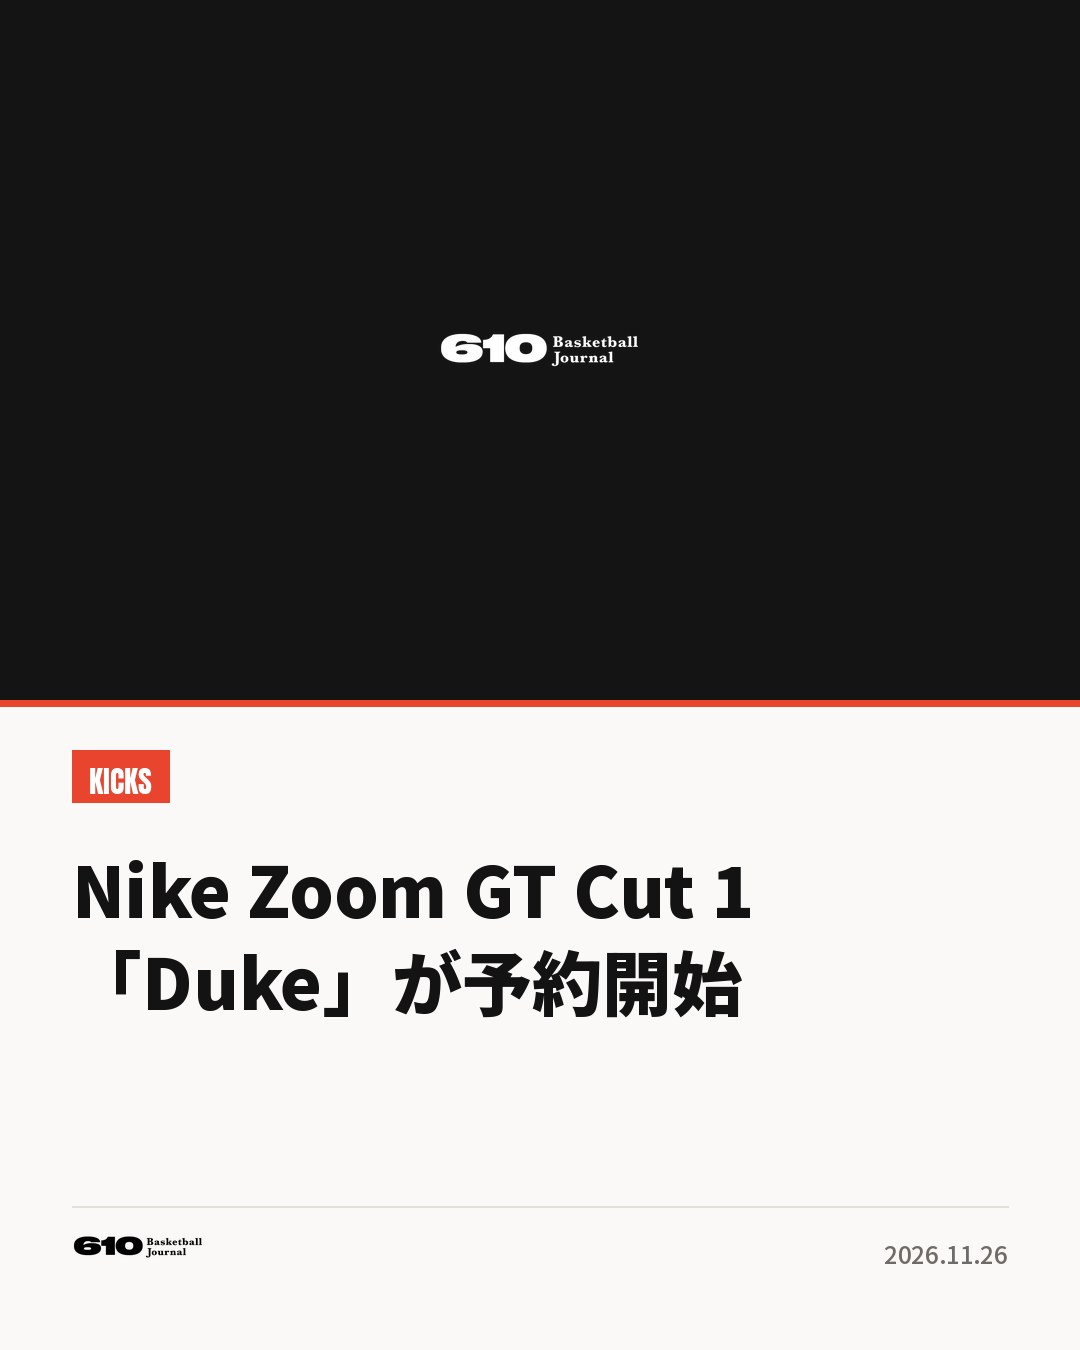 610 Basketball
Journal
KICKS
Nike Zoom GT Cut 1
「Duke」が予約開始
610 Basketball
Journal
2026.11.26